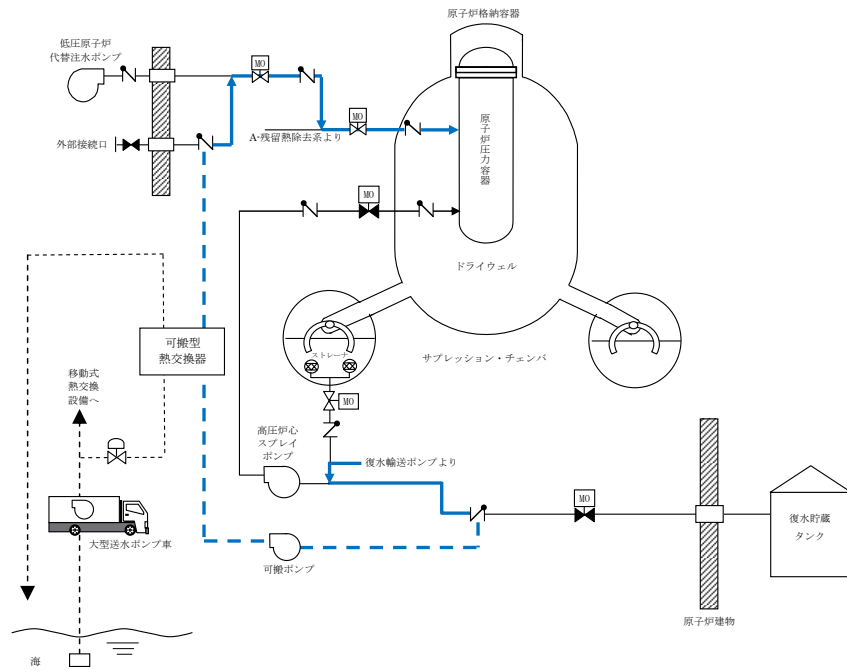 原子炉格納容器
低圧原子炉
代替注水ポンプ
MO
MO
原子炉圧力容器
外部接続口
A-残留熱除去系より
MO
ドライウェル
可搬型
熱交換器
ストレーナ
サプレッション・チェンバ
移動式
熱交換
設備へ
MO
高圧炉心
スプレイ
ポンプ
復水輸送ポンプより
MO
復水貯蔵
タンク
大型送水ポンプ車
可搬ポンプ
原子炉建物
海